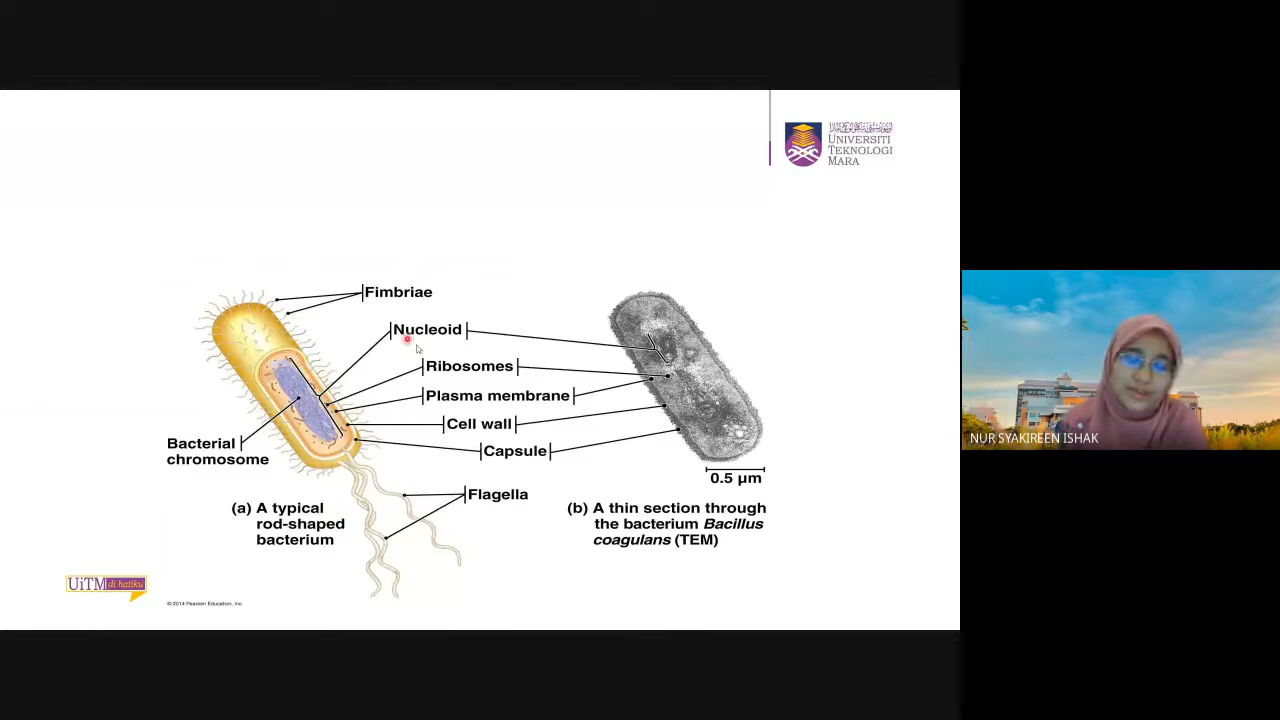 UNIVERSITI
TEKNOLOGI
MARA
Fimbriae
Nucleoid
Ribosomes
Plasma membrane
Cell wall
Capsule
Bacterial
chromosome
Flagella
0.5 µm
(a) A typical
rod-shaped
bacterium
(b) A thin section through
the bacterium Bacillus
coagulans (TEM)
UiTM di hatiku
© 2014 Pearson Education, Inc.
NUR SYAKIREEN ISHAK